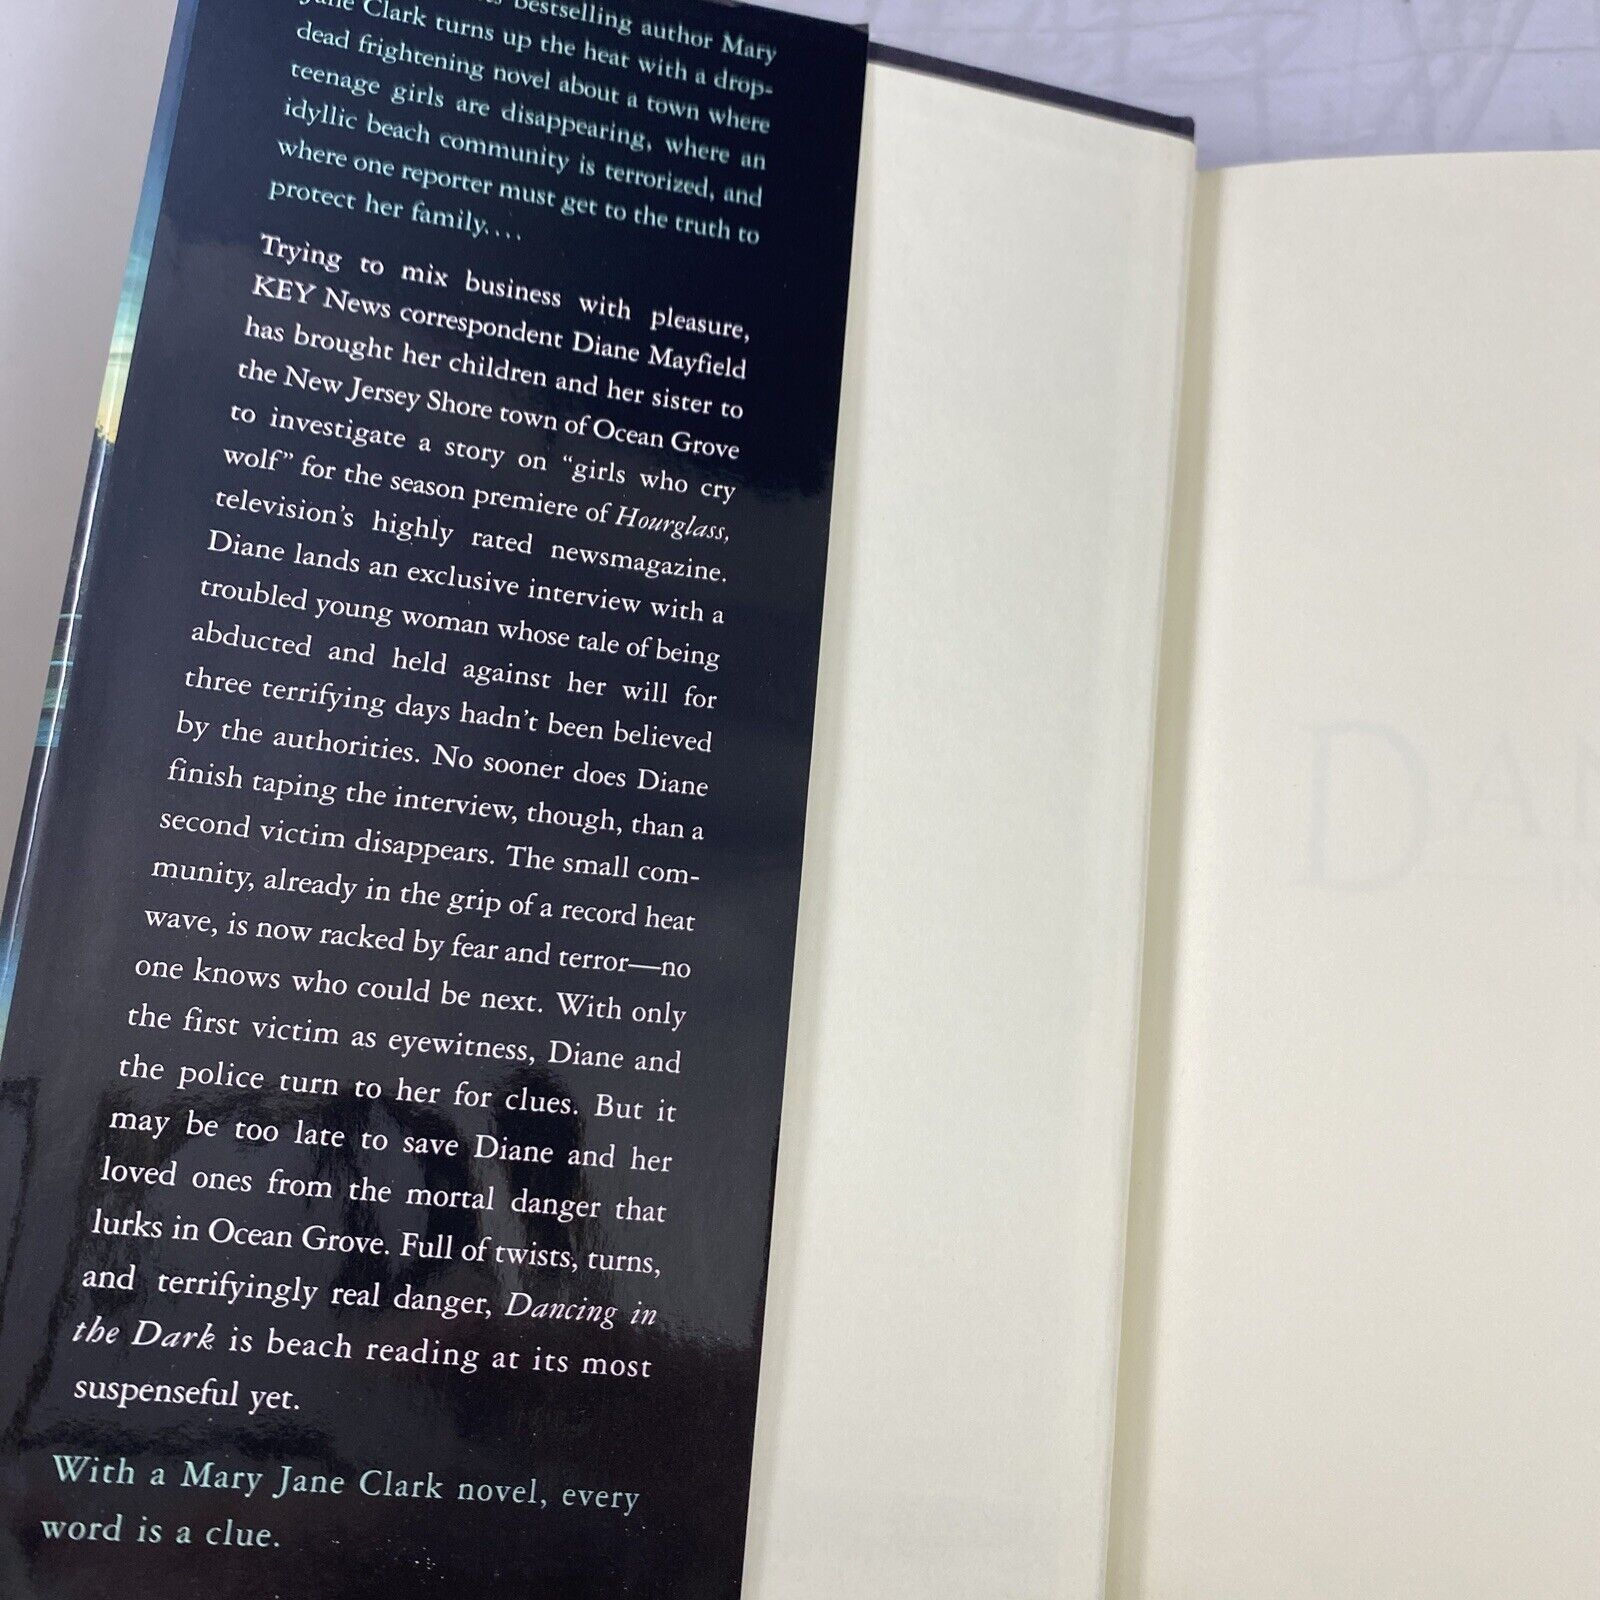 bestselling author Mary
Jane Clark turns up the heat with a drop-
dead frightening novel about a town where
teenage girls are disappearing, where an
idyllic beach community is terrorized, and
where one reporter must get to the truth to
protect her family....
Trying to mix business with pleasure,
KEY News correspondent Diane Mayfield
has brought her children and her sister to
the New Jersey Shore town of Ocean Grove
to investigate a story on “girls who cry
wolf” for the season premiere of Hourglass,
television’s highly rated newsmagazine.
Diane lands an exclusive interview with a
troubled young woman whose tale of being
abducted and held against her will for
three terrifying days hadn’t been believed
by the authorities. No sooner does Diane
finish taping the interview, though, than a
second victim disappears. The small com-
munity, already in the grip of a record heat
wave, is now racked by fear and terror—no
one knows who could be next. With only
the first victim as eyewitness, Diane and
the police turn to her for clues. But it
may be too late to save Diane and her
loved ones from the mortal danger that
lurks in Ocean Grove. Full of twists, turns,
and terrifyingly real danger, Dancing in
the Dark is beach reading at its most
suspenseful yet.
With a Mary Jane Clark novel, every
word is a clue.